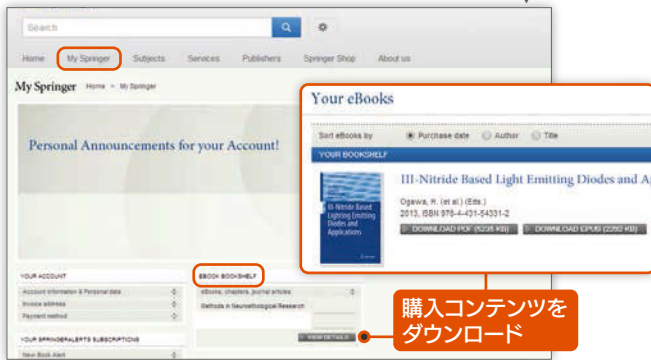 Search
Home My Springer Subjects Services Publishers Springer Shop About us
My Springer Home > My Springer
Personal Announcements for your Account!
YOUR ACCOUNT
Account Information & Personal data
Invoice address
Payment method
YOUR SPRINGERALERTS SUBSCRIPTIONS
New Book Alert
EBOOK BOOKSHELF
eBooks, chapters, journal articles
Methods in Neuroethological Research
VIEW DETAILS
Your eBooks
Sort eBooks by Purchase date Author Title
YOUR BOOKSHELF
III-Nitride Based
Lighting Emitting
Diodes and
Applications
III-Nitride Based Light Emitting Diodes and A
Ogawa, H. (et al.) (Eds.)
2013, ISBN 978-4-431-54331-2
DOWNLOAD PDF (5235 KB) DOWNLOAD EPUB (2292 KB)
購入コンテンツを
ダウンロード